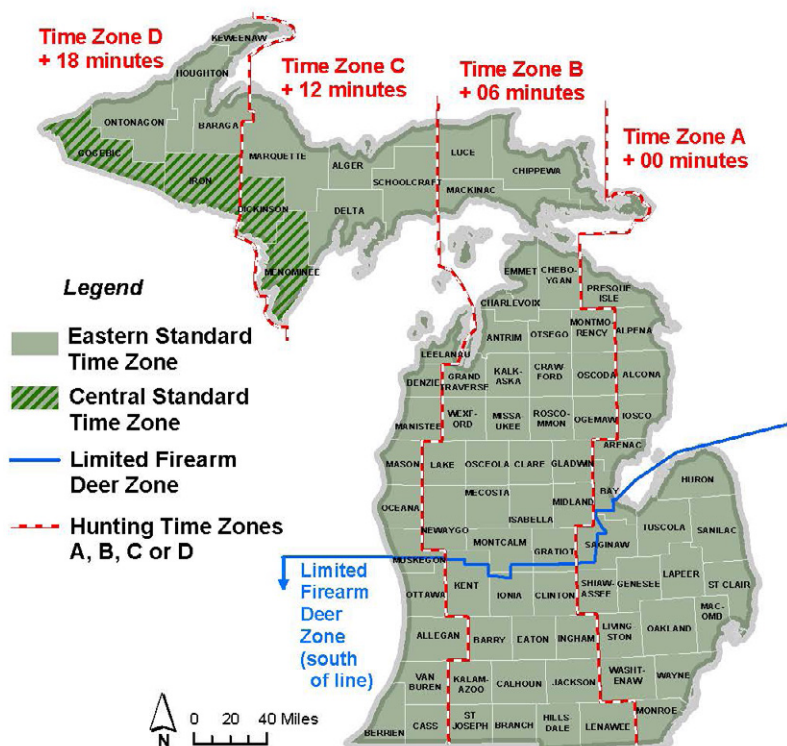 Time Zone D
+ 18 minutes
Time Zone C
+ 12 minutes
Time Zone B
+ 06 minutes
Time Zone A
+ 00 minutes
KEWEENAW
HOUGHTON
ONTONAGON
BARAGA
GOGEBIC
IRON
MARQUETTE
DICKINSON
MENOMINEE
ALGER
DELTA
SCHOOLCRAFT
LUCE
CHIPPEWA
MACKINAC
EMMET
CHEBO-
YGAN
PRESQUE
ISLE
CHARLEVOIX
ANTRIM
OTSEGO
MONTMO
RENCY
ALPENA
LEELANAU
DENZIE
GRAND
TRAVERSE
KALK-
ASKA
CRAW
FORD
OSCODA
ALCONA
MANISTEE
WEXF-
ORD
MISSA
UKEE
ROSCO-
MMON
OGEMAW
IOSCO
ARENAC
MASON
LAKE
OSCEOLA
CLARE
GLADWIN
HURON
OCEANA
MECOSTA
ISABELLA
MIDLAND
BAY
NEWAYGO
MONTCALM
GRATIOT
SAGINAW
TUSCOLA
SANILAC
MUSKEGON
OTTAWA
KENT
IONIA
CLINTON
SHIAW-
ASSEE
GENESEE
LAPEER
ST CLAIR
ALLEGAN
BARRY
EATON
INGHAM
LIVING
STON
OAKLAND
MAC-
OMD
VAN
BUREN
KALAM-
AZOO
CALHOUN
JACKSON
WASHT-
ENAW
WAYNE
BERRIEN
CASS
ST
JOSEPH
BRANCH
HILLS-
DALE
LENAWEE
MONROE
Legend
Eastern Standard
Time Zone
Central Standard
Time Zone
Limited Firearm
Deer Zone
Hunting Time Zones
A, B, C or D
Limited
Firearm
Deer
Zone
(south
of line)
N
0 20 40 Miles